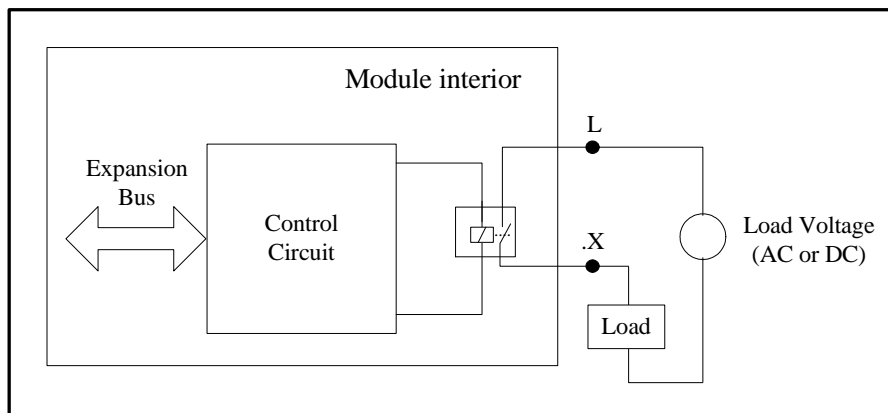 Module interior
L
Expansion
Bus
Control
Circuit
Load Voltage
(AC or DC)
.X
Load